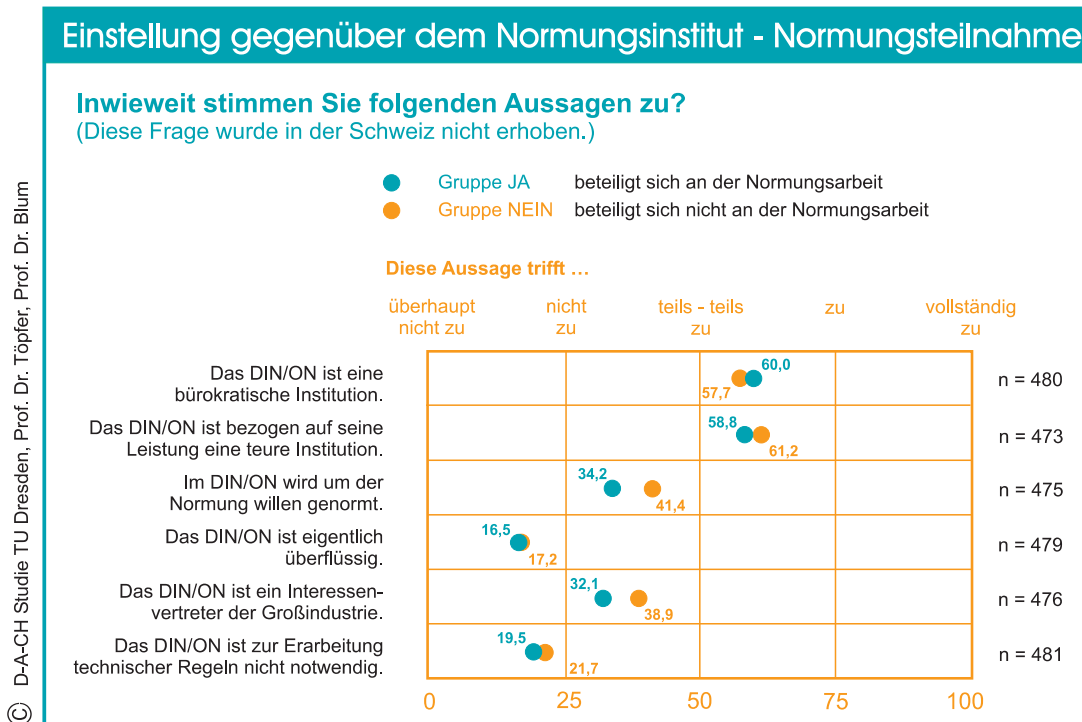 Einstellung gegenüber dem Normungsinstitut - Normungsteilnahme
Inwieweit stimmen Sie folgenden Aussagen zu?
(Diese Frage wurde in der Schweiz nicht erhoben.)
Gruppe JA beteiligt sich an der Normungsarbeit
Gruppe NEIN beteiligt sich nicht an der Normungsarbeit
Diese Aussage trifft ...
überhaupt nicht teils - teils zu vollständig
nicht zu zu zu zu
Das DIN/ON ist eine
bürokratische Institution.
60,0
57,7
n = 480
Das DIN/ON ist bezogen auf seine
Leistung eine teure Institution.
58,8
61,2
n = 473
Im DIN/ON wird um der
Normung willen genormt.
34,2
41,4
n = 475
Das DIN/ON ist eigentlich
überflüssig.
16,5
17,2
n = 479
Das DIN/ON ist ein Interessen-
vertreter der Großindustrie.
32,1
38,9
n = 476
Das DIN/ON ist zur Erarbeitung
technischer Regeln nicht notwendig.
19,5
21,7
n = 481
0 25 50 75 100
© D-A-CH Studie TU Dresden, Prof. Dr. Töpfer, Prof. Dr. Blum